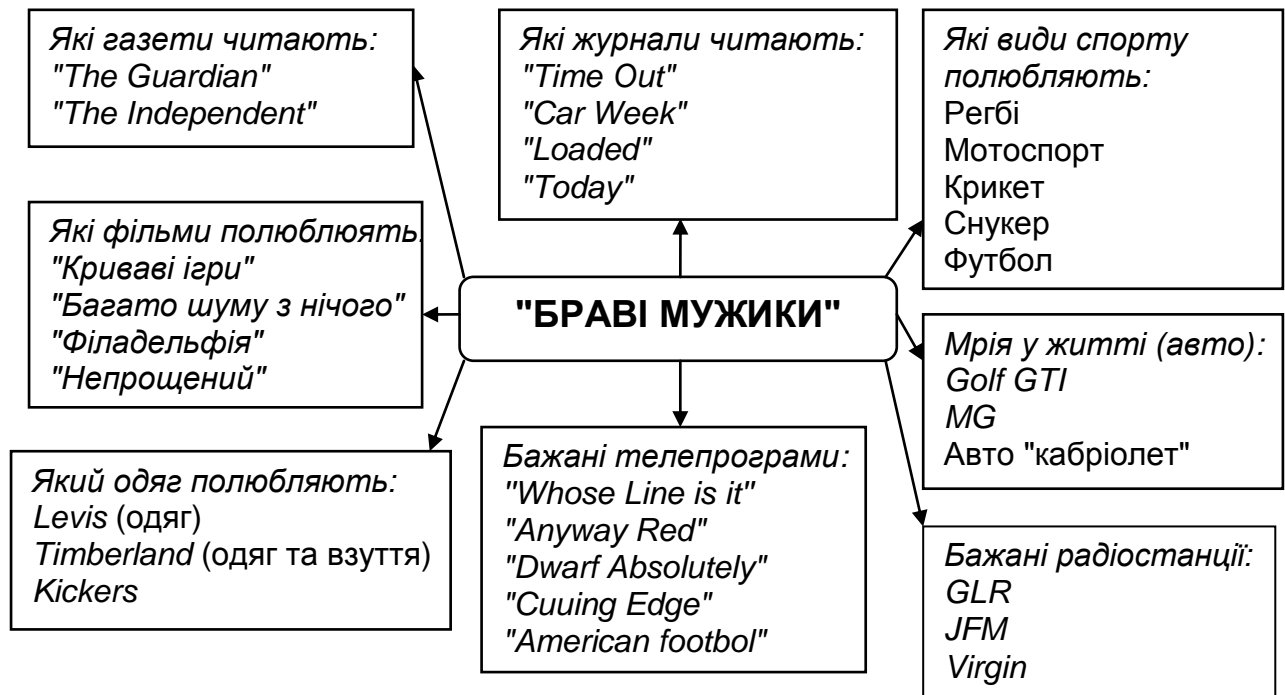 Які газети читають:
"The Guardian"
"The Independent"
Які журнали читають:
"Time Out"
"Car Week"
"Loaded"
"Today"
Які види спорту
полюбляють:
Регбі
Мотоспорт
Крикет
Снукер
Футбол
Які фільми полюблюять:
"Криваві ігри"
"Багато шуму з нічого"
"Філадельфія"
"Непрощений"
"БРАВІ МУЖИКИ"
Мрія у житті (авто):
Golf GTI
MG
Авто "кабріолет"
Який одяг полюбляють:
Levis (одяг)
Timberland (одяг та взуття)
Kickers
Бажані телепрограми:
"Whose Line is it"
"Anyway Red"
"Dwarf Absolutely"
"Cuuing Edge"
"American footbol"
Бажані радіостанції:
GLR
JFM
Virgin